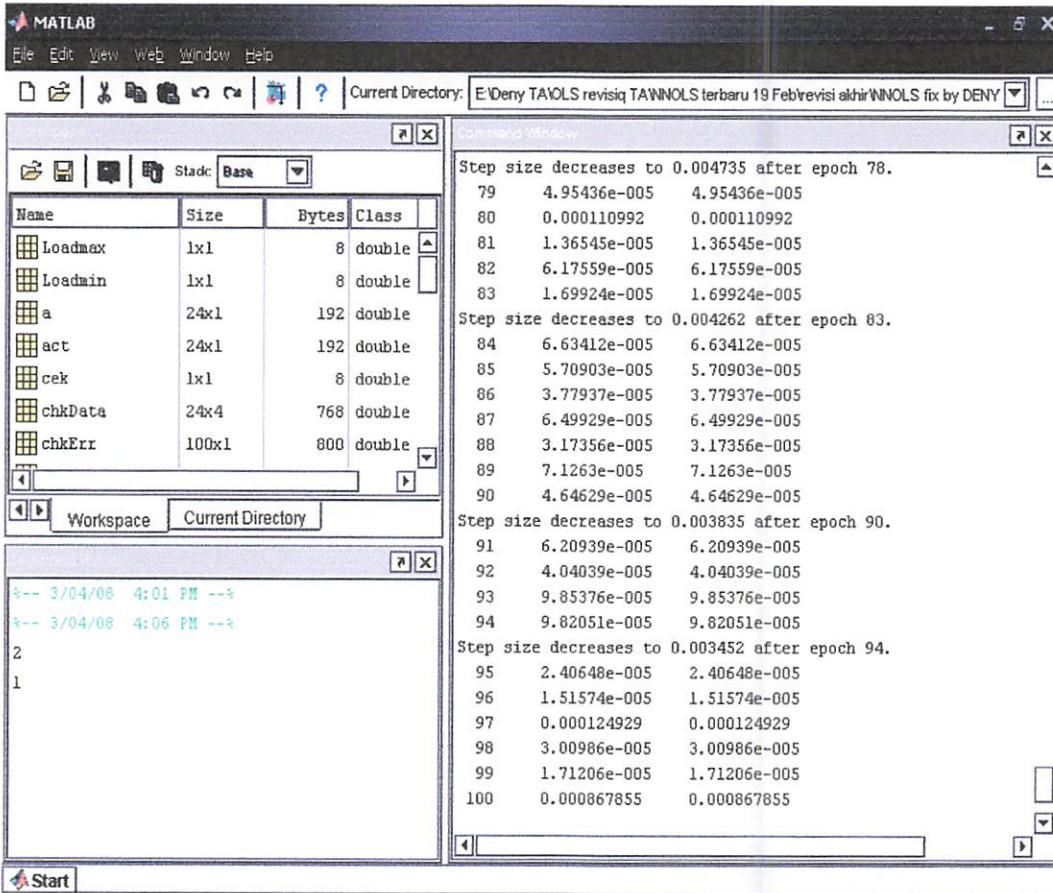 MATLAB
File Edit View Web Window Help
Current Directory: E:\Deny TA\OLS revisiq TA\NNOLS terbaru 19 Feb\revisi akhir\NNOLS fix by DENY
...
Stack: Base
Name Size Bytes Class
Loadmax 1x1 8 double
Loadmin 1x1 8 double
a 24x1 192 double
act 24x1 192 double
cek 1x1 8 double
chkData 24x4 768 double
chkErr 100x1 800 double
Workspace Current Directory
%-- 3/04/08 4:01 PM --%
%-- 3/04/08 4:06 PM --%
2
1
Command Window
Step size decreases to 0.004735 after epoch 78.
79 4.95436e-005 4.95436e-005
80 0.000110992 0.000110992
81 1.36545e-005 1.36545e-005
82 6.17559e-005 6.17559e-005
83 1.69924e-005 1.69924e-005
Step size decreases to 0.004262 after epoch 83.
84 6.63412e-005 6.63412e-005
85 5.70903e-005 5.70903e-005
86 3.77937e-005 3.77937e-005
87 6.49929e-005 6.49929e-005
88 3.17356e-005 3.17356e-005
89 7.1263e-005 7.1263e-005
90 4.64629e-005 4.64629e-005
Step size decreases to 0.003835 after epoch 90.
91 6.20939e-005 6.20939e-005
92 4.04039e-005 4.04039e-005
93 9.85376e-005 9.85376e-005
94 9.82051e-005 9.82051e-005
Step size decreases to 0.003452 after epoch 94.
95 2.40648e-005 2.40648e-005
96 1.51574e-005 1.51574e-005
97 0.000124929 0.000124929
98 3.00986e-005 3.00986e-005
99 1.71206e-005 1.71206e-005
100 0.000867855 0.000867855
Start